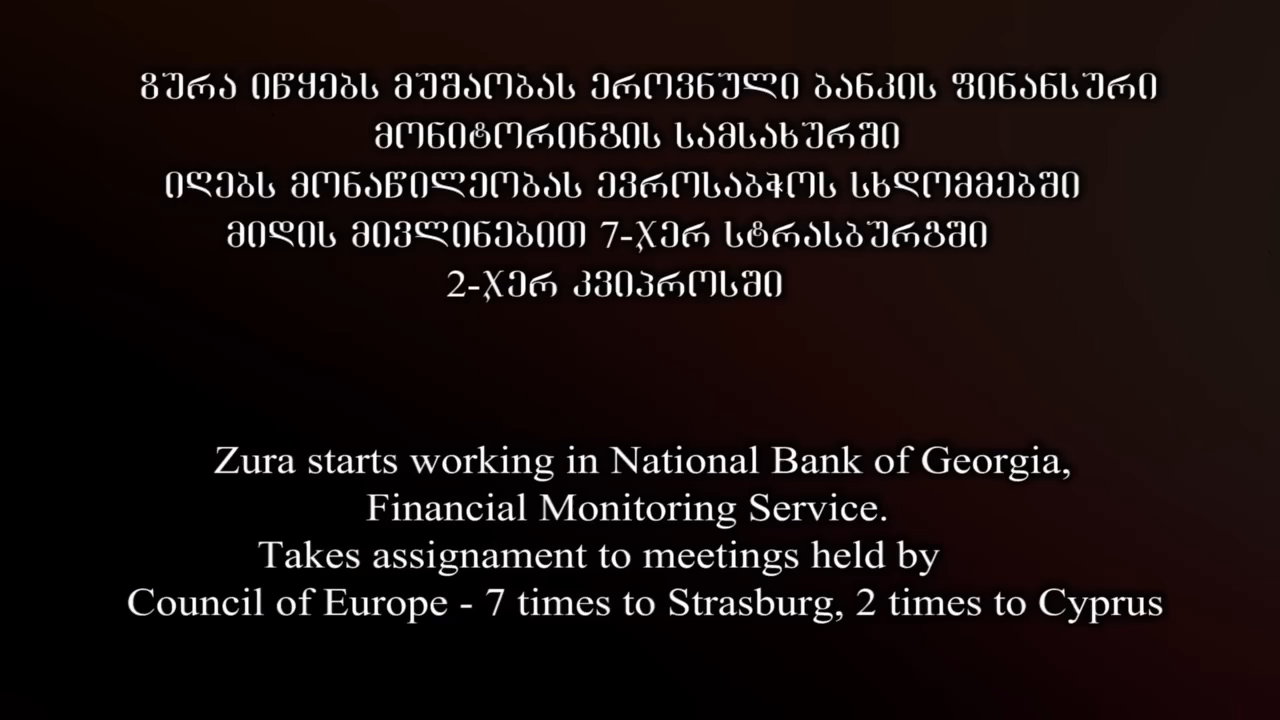 ზურა იწყებს მუშაობას ეროვნული ბანკის ფინანსური
მონიტორინგის სამსახურში
იღებს მონაწილეობას ევროსაბჭოს სხდომმებში
მიდის მივლინებით 7-ჯერ სტრასბურგში
2-ჯერ კვიპროსში
Zura starts working in National Bank of Georgia,
Financial Monitoring Service.
Takes assignament to meetings held by
Council of Europe - 7 times to Strasburg, 2 times to Cyprus